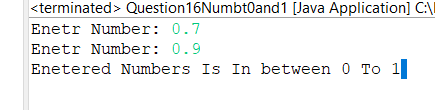 <terminated> Question16Numbt0and1 [Java Application] C:\
Enetr Number: 0.7
Enetr Number: 0.9
Enetered Numbers Is In between 0 To 1